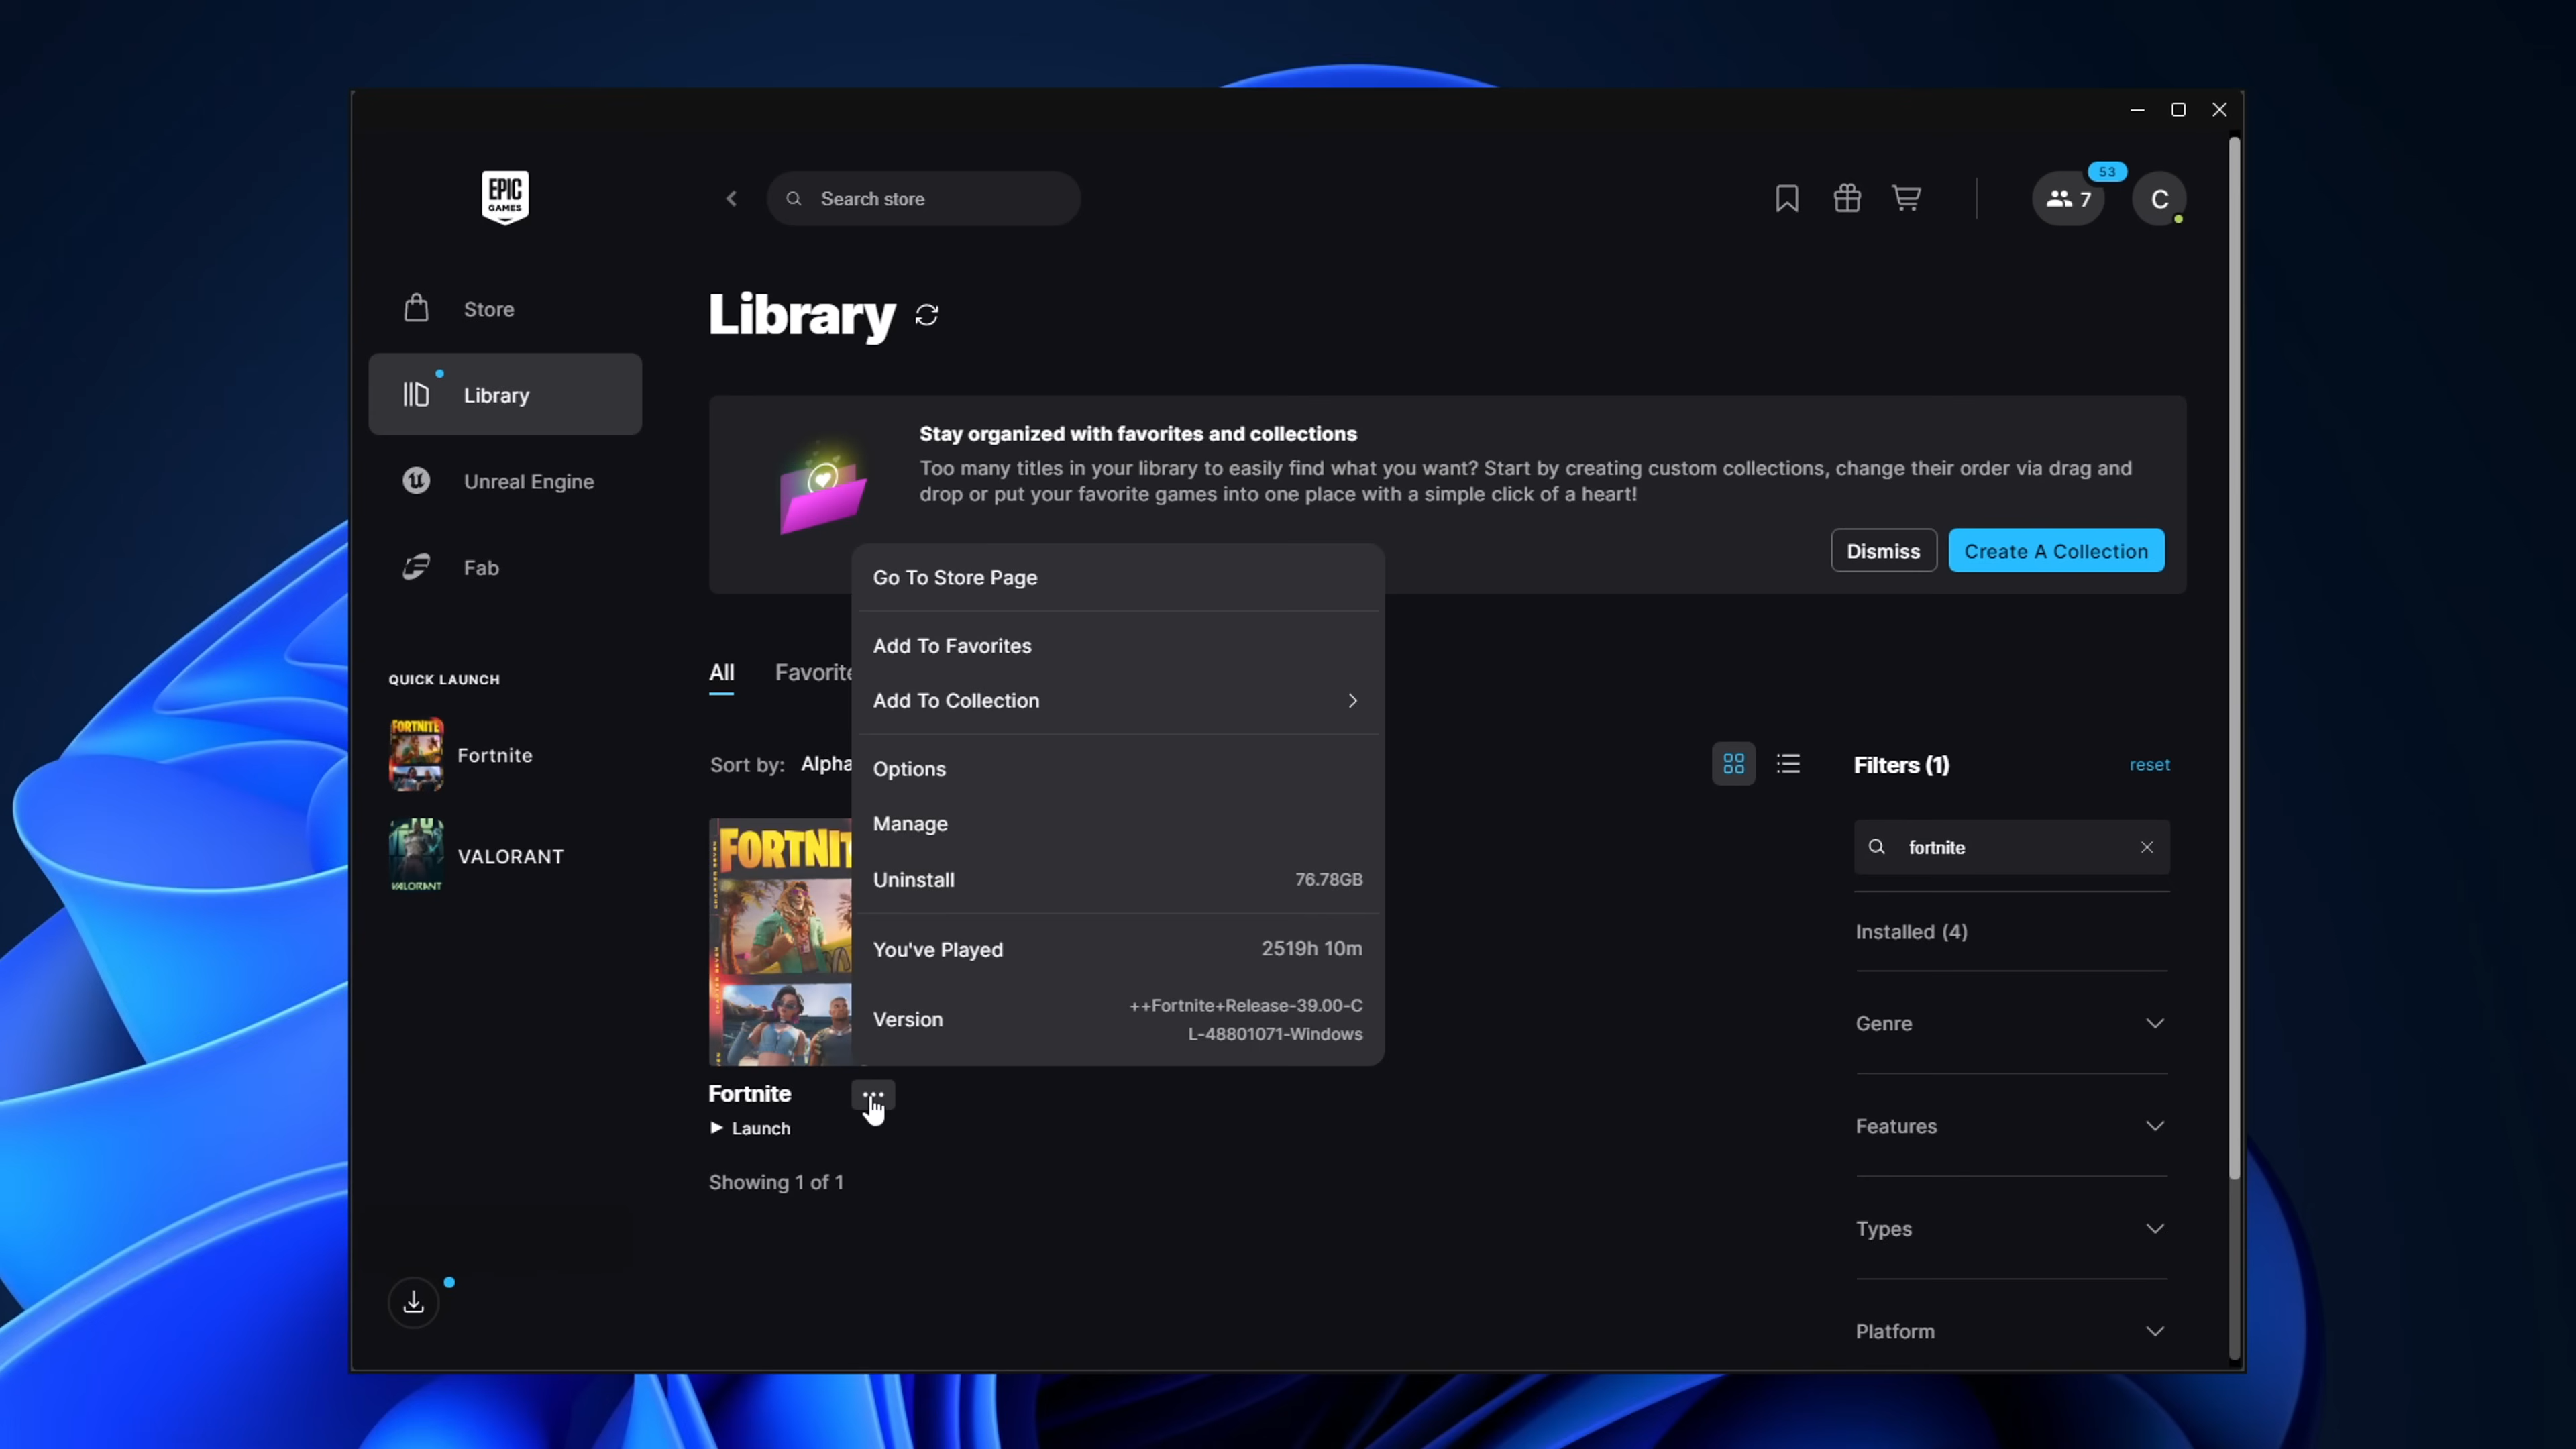 EPIC
GAMES
Search store
53
7
C
Store
Library
Unreal Engine
Fab
QUICK LAUNCH
FORTNITE
Fortnite
VALORANT
VALORANT
Library
Stay organized with favorites and collections
Too many titles in your library to easily find what you want? Start by creating custom collections, change their order via drag and
drop or put your favorite games into one place with a simple click of a heart!
Dismiss
Create A Collection
All
Favorite
Sort by: Alpha
FORTNIT
Go To Store Page
Add To Favorites
Add To Collection
Options
Manage
Uninstall 76.78GB
You've Played 2519h 10m
Version ++Fortnite+Release-39.00-C
L-48801071-Windows
Fortnite
Launch
Showing 1 of 1
Filters (1)
reset
fortnite
Installed (4)
Genre
Features
Types
Platform